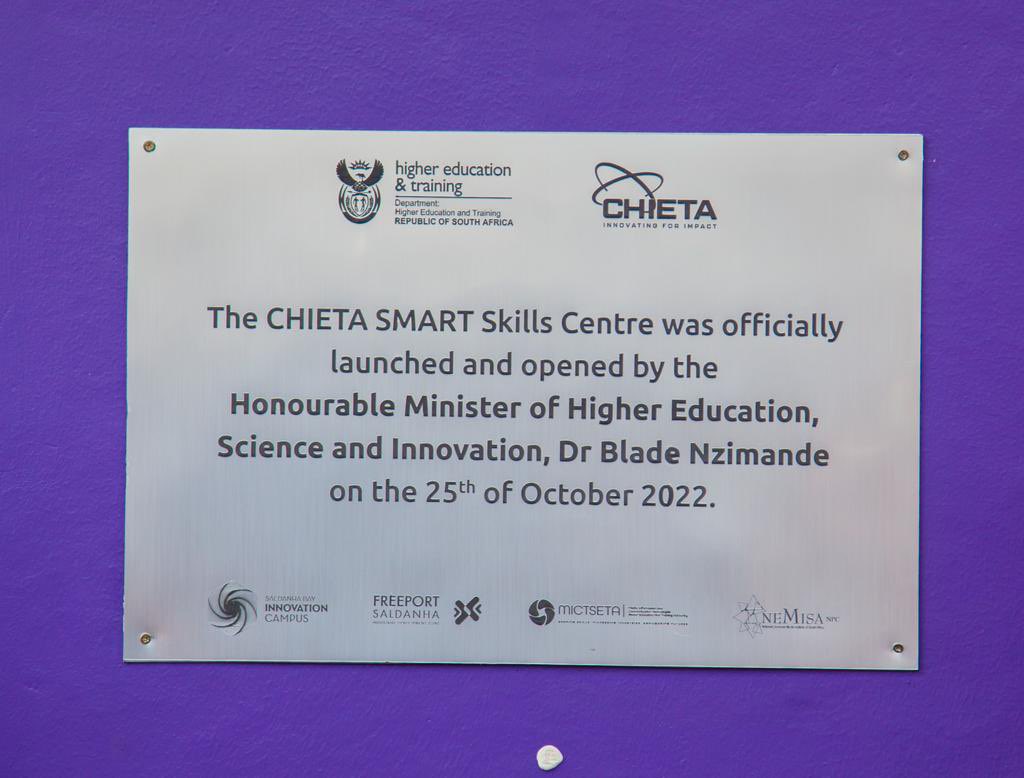 higher education
& training
Department:
Higher Education and Training
REPUBLIC OF SOUTH AFRICA
CHIETA
INNOVATING FOR IMPACT
The CHIETA SMART Skills Centre was officially
launched and opened by the
Honourable Minister of Higher Education,
Science and Innovation, Dr Blade Nzimande
on the 25th of October 2022.
SALDANHA BAY
INNOVATION
CAMPUS
FREEPORT
SALDANHA
MICTSETA
NEMISA NPC